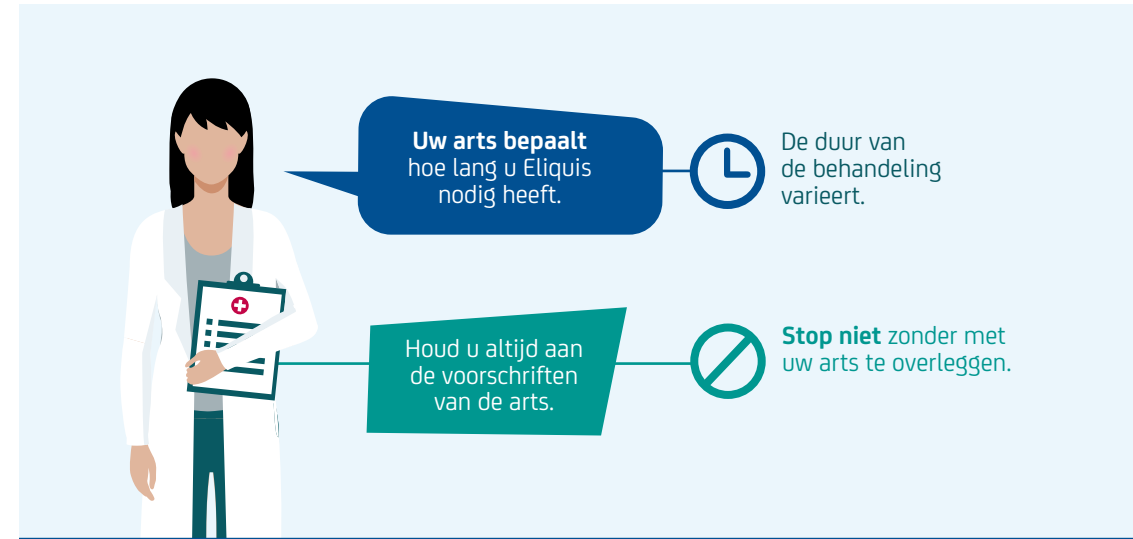 Uw arts bepaalt
hoe lang u Eliquis
nodig heeft.
De duur van
de behandeling
varieert.
Houd u altijd aan
de voorschriften
van de arts.
Stop niet zonder met
uw arts te overleggen.